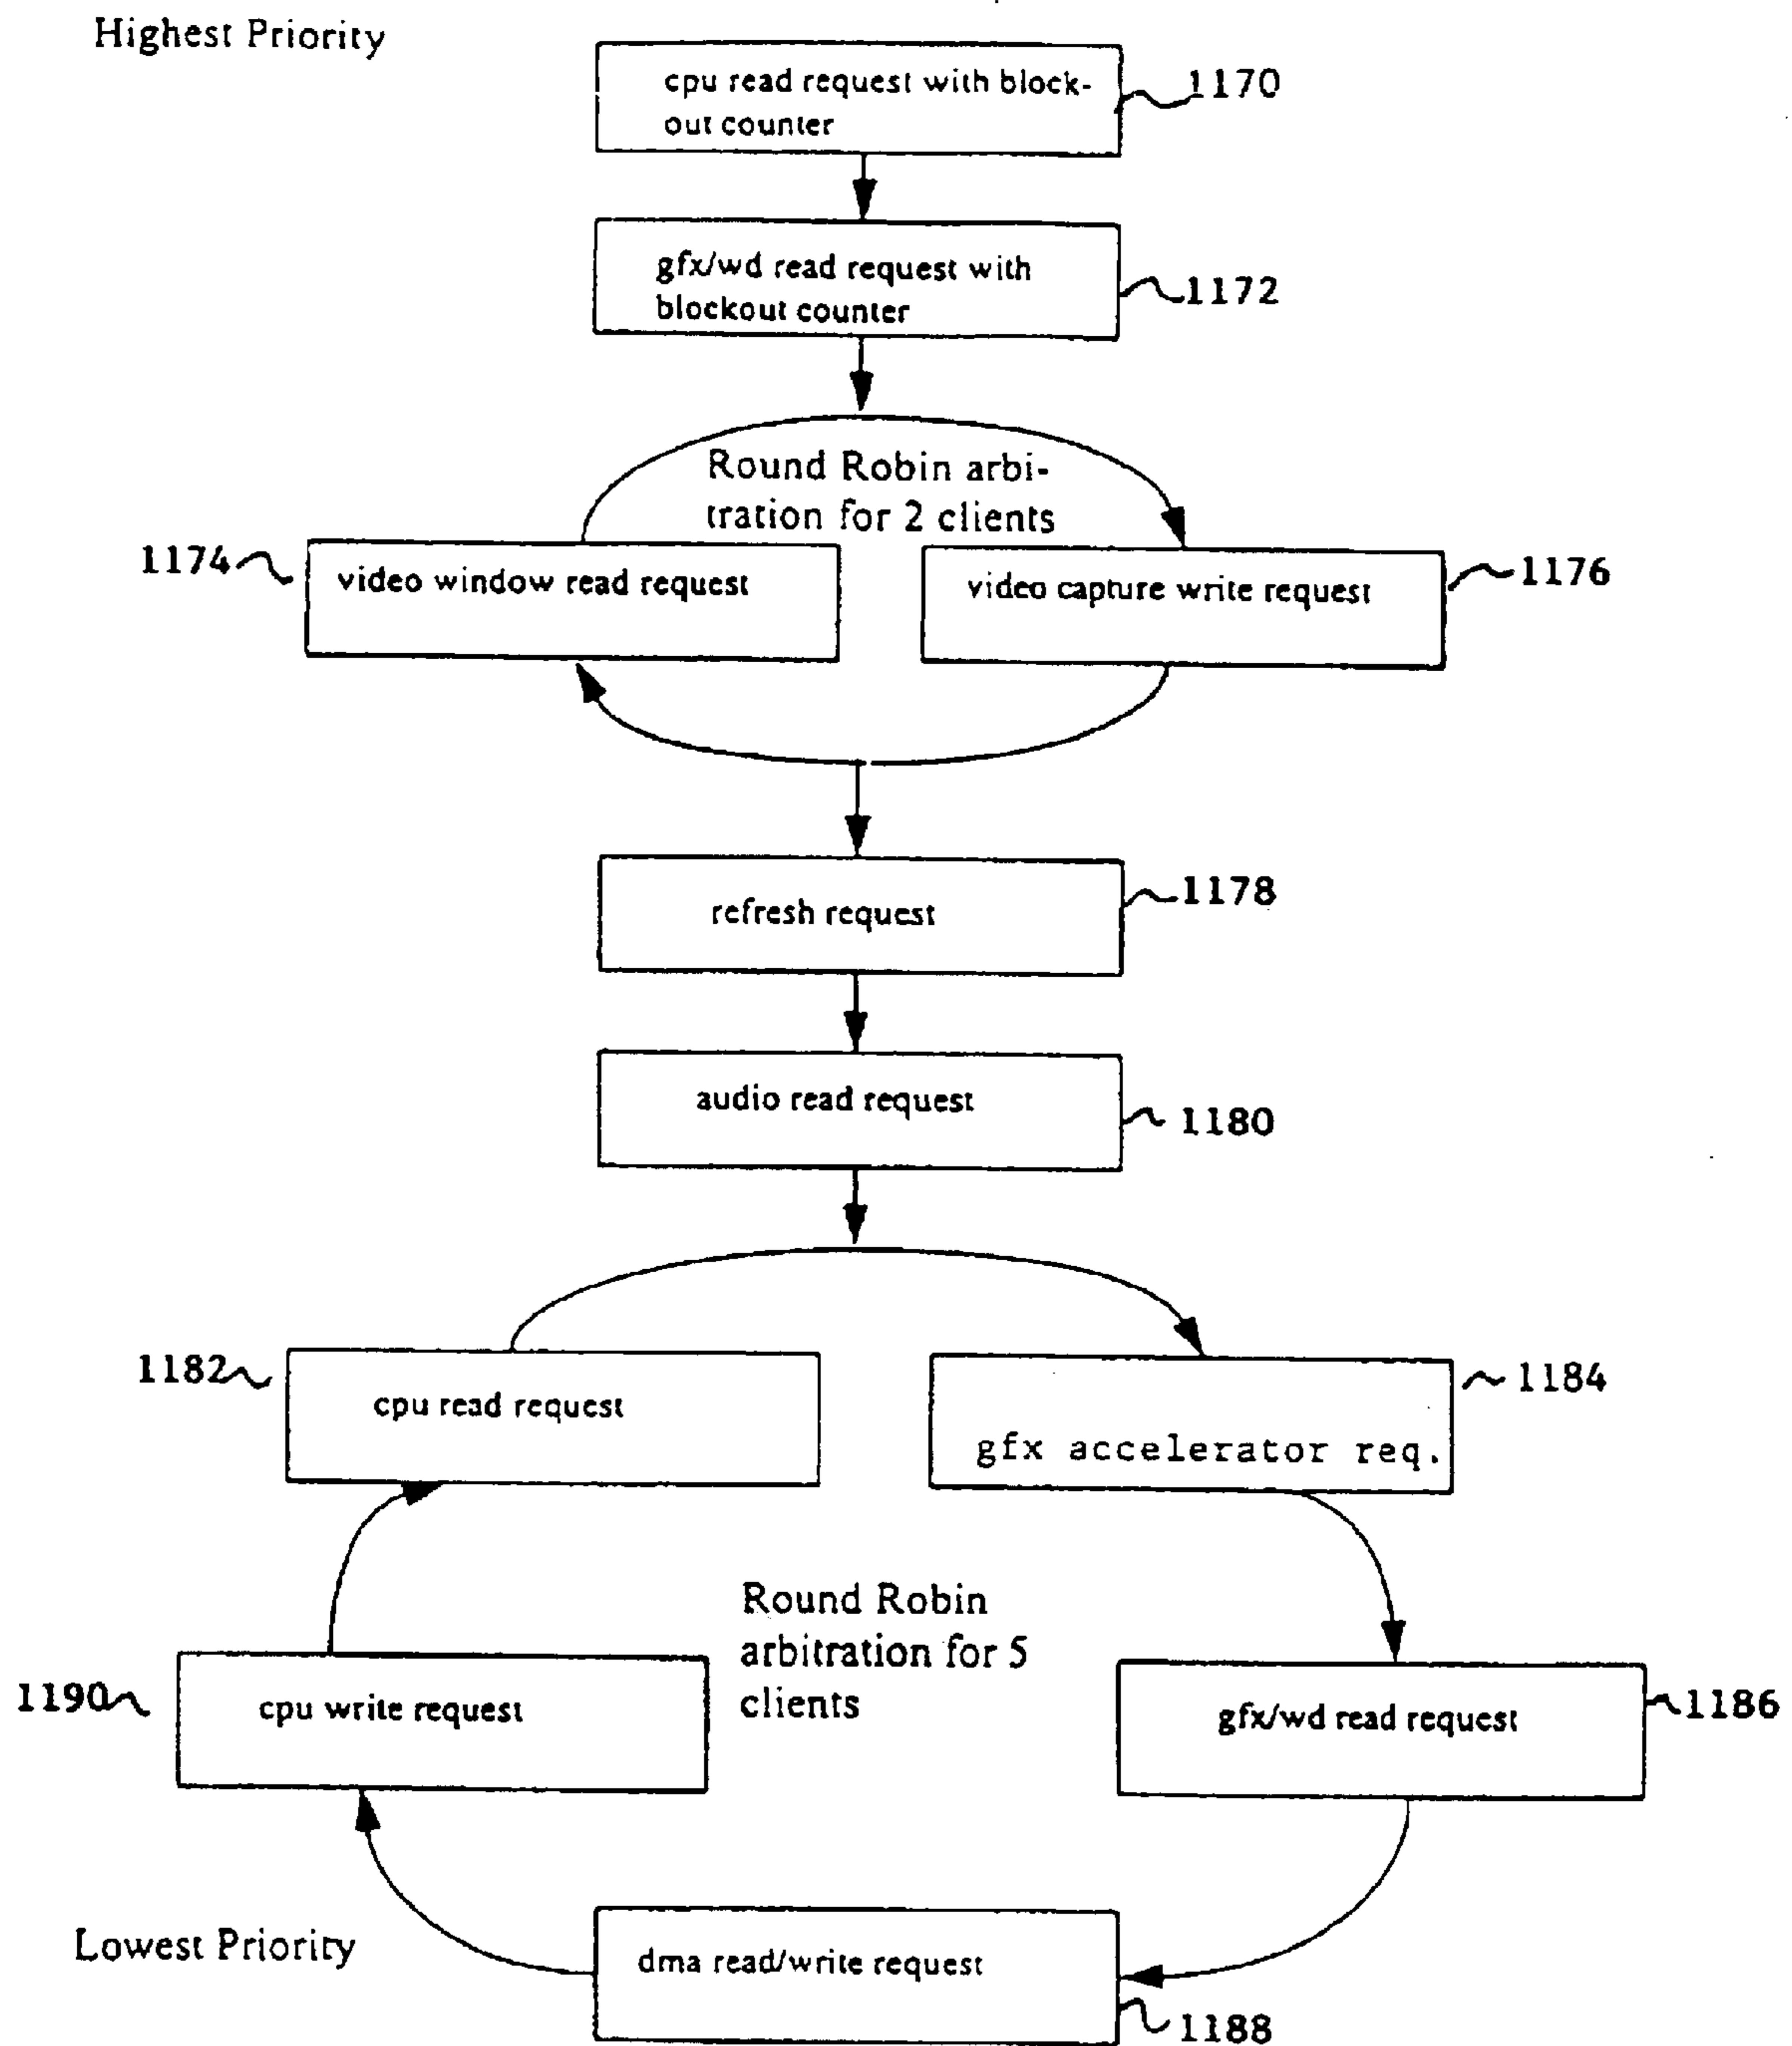 Highest Priority
cpu read request with block-
out counter
1170
gfx/wd read request with
blockout counter
1172
Round Robin arbi-
tration for 2 clients
1174
video window read request
video capture write request
1176
refresh request
1178
audio read request
1180
1182
cpu read request
gfx accelerator req.
1184
Round Robin
arbitration for 5
clients
1190
cpu write request
gfx/wd read request
1186
Lowest Priority
dma read/write request
1188